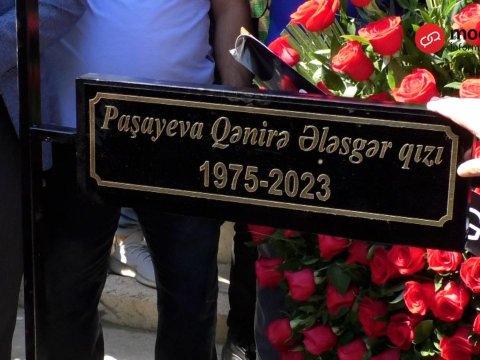 Paşayeva Qənirə Ələsgər qızı
1975-2023